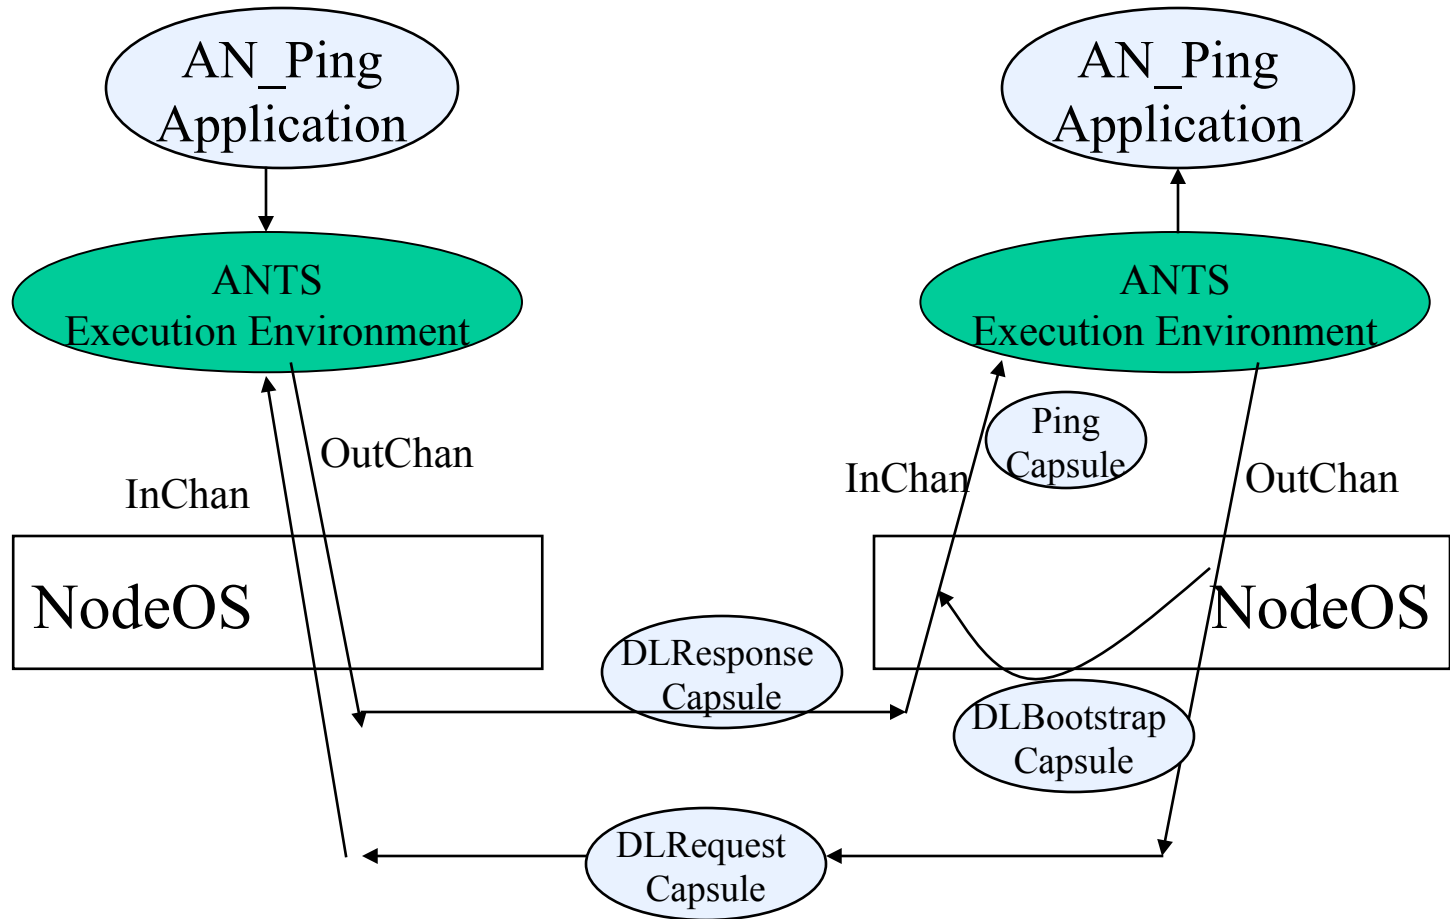 AN_Ping
Application
AN_Ping
Application
ANTS
Execution Environment
ANTS
Execution Environment
Ping
Capsule
OutChan
InChan
InChan
OutChan
NodeOS
NodeOS
DLResponse
Capsule
DLBootstrap
Capsule
DLRequest
Capsule